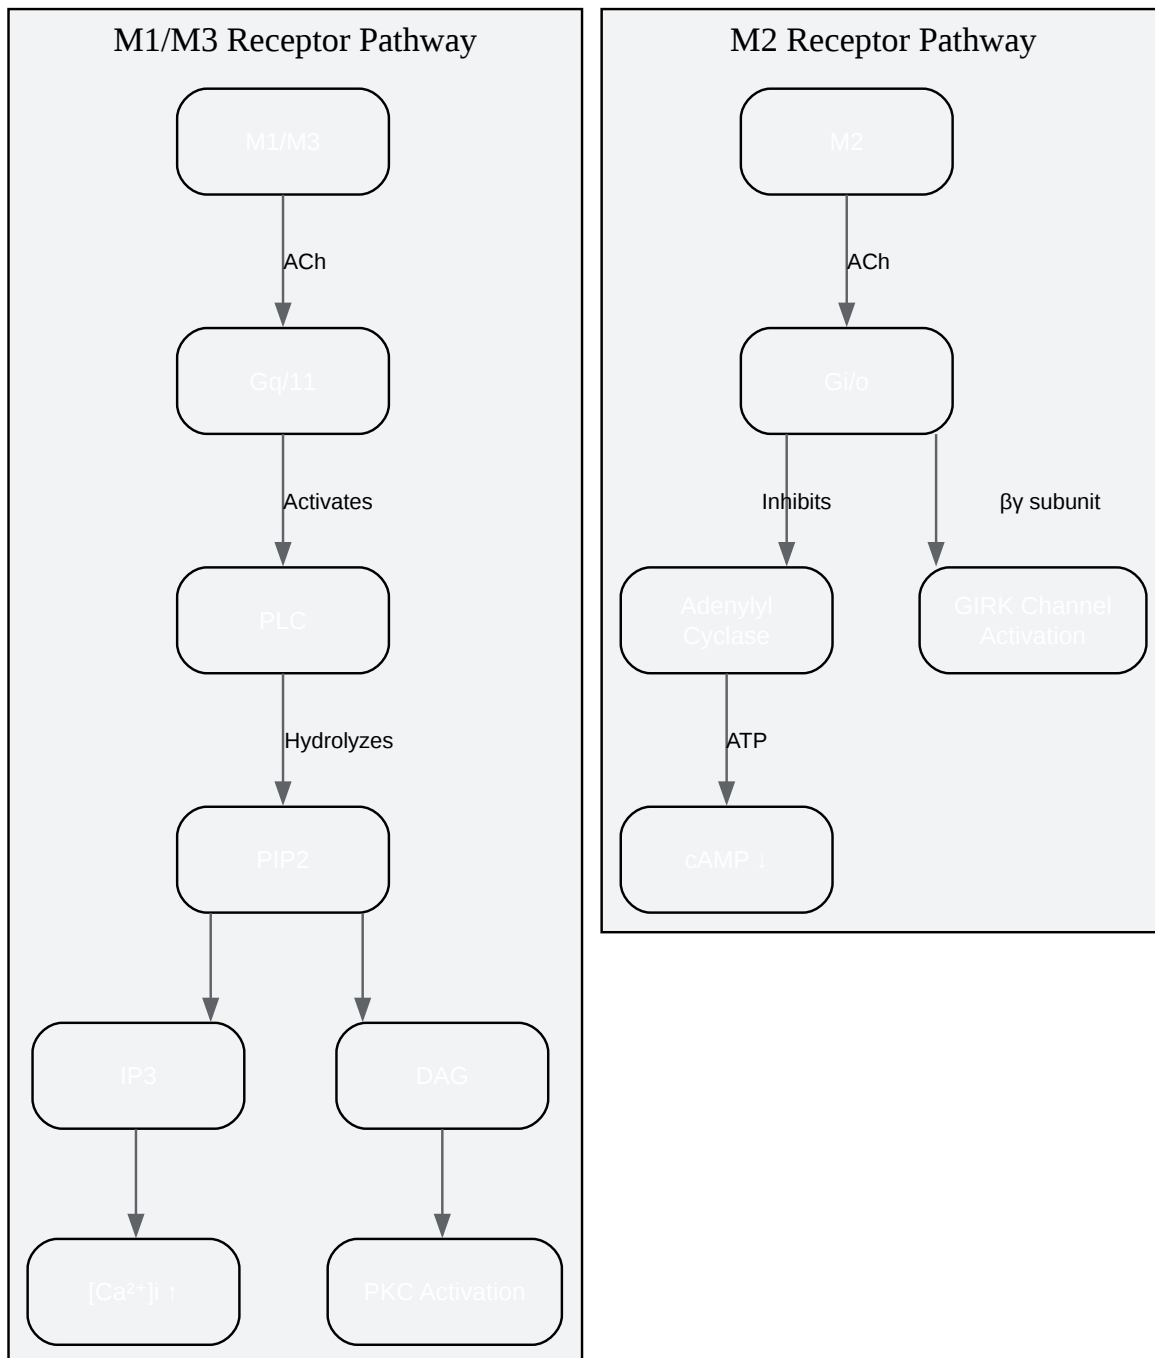 M1/M3 Receptor Pathway
M1/M3
ACh
Gq/11
Activates
PLC
Hydrolyzes
PIP2
IP3
DAG
[Ca²⁺]i ↑
PKC Activation
M2 Receptor Pathway
M2
ACh
Gi/o
Inhibits
βγ subunit
Adenylyl
Cyclase
GIRK Channel
Activation
ATP
cAMP ↓